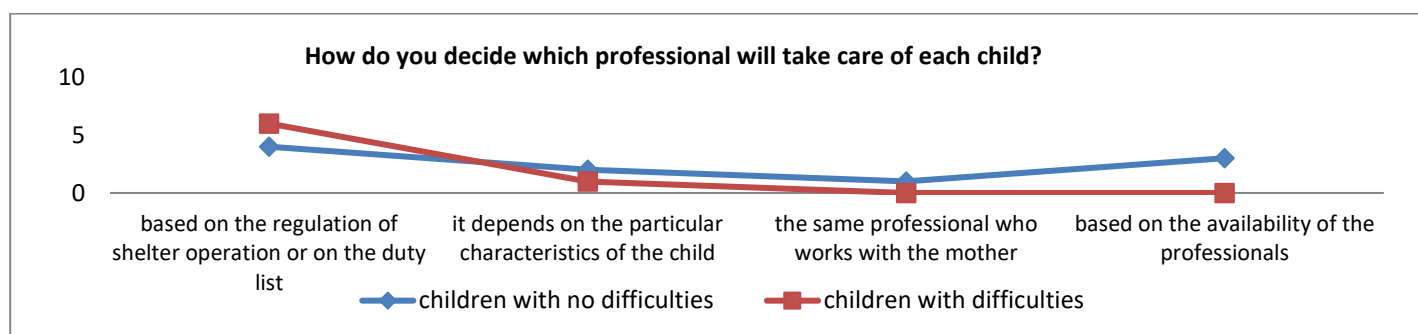 How do you decide which professional will take care of each child?
10
5
0
based on the regulation of
shelter operation or on the duty
list
it depends on the particular
characteristics of the child
the same professional who
works with the mother
based on the availability of the
professionals
children with no difficulties
children with difficulties